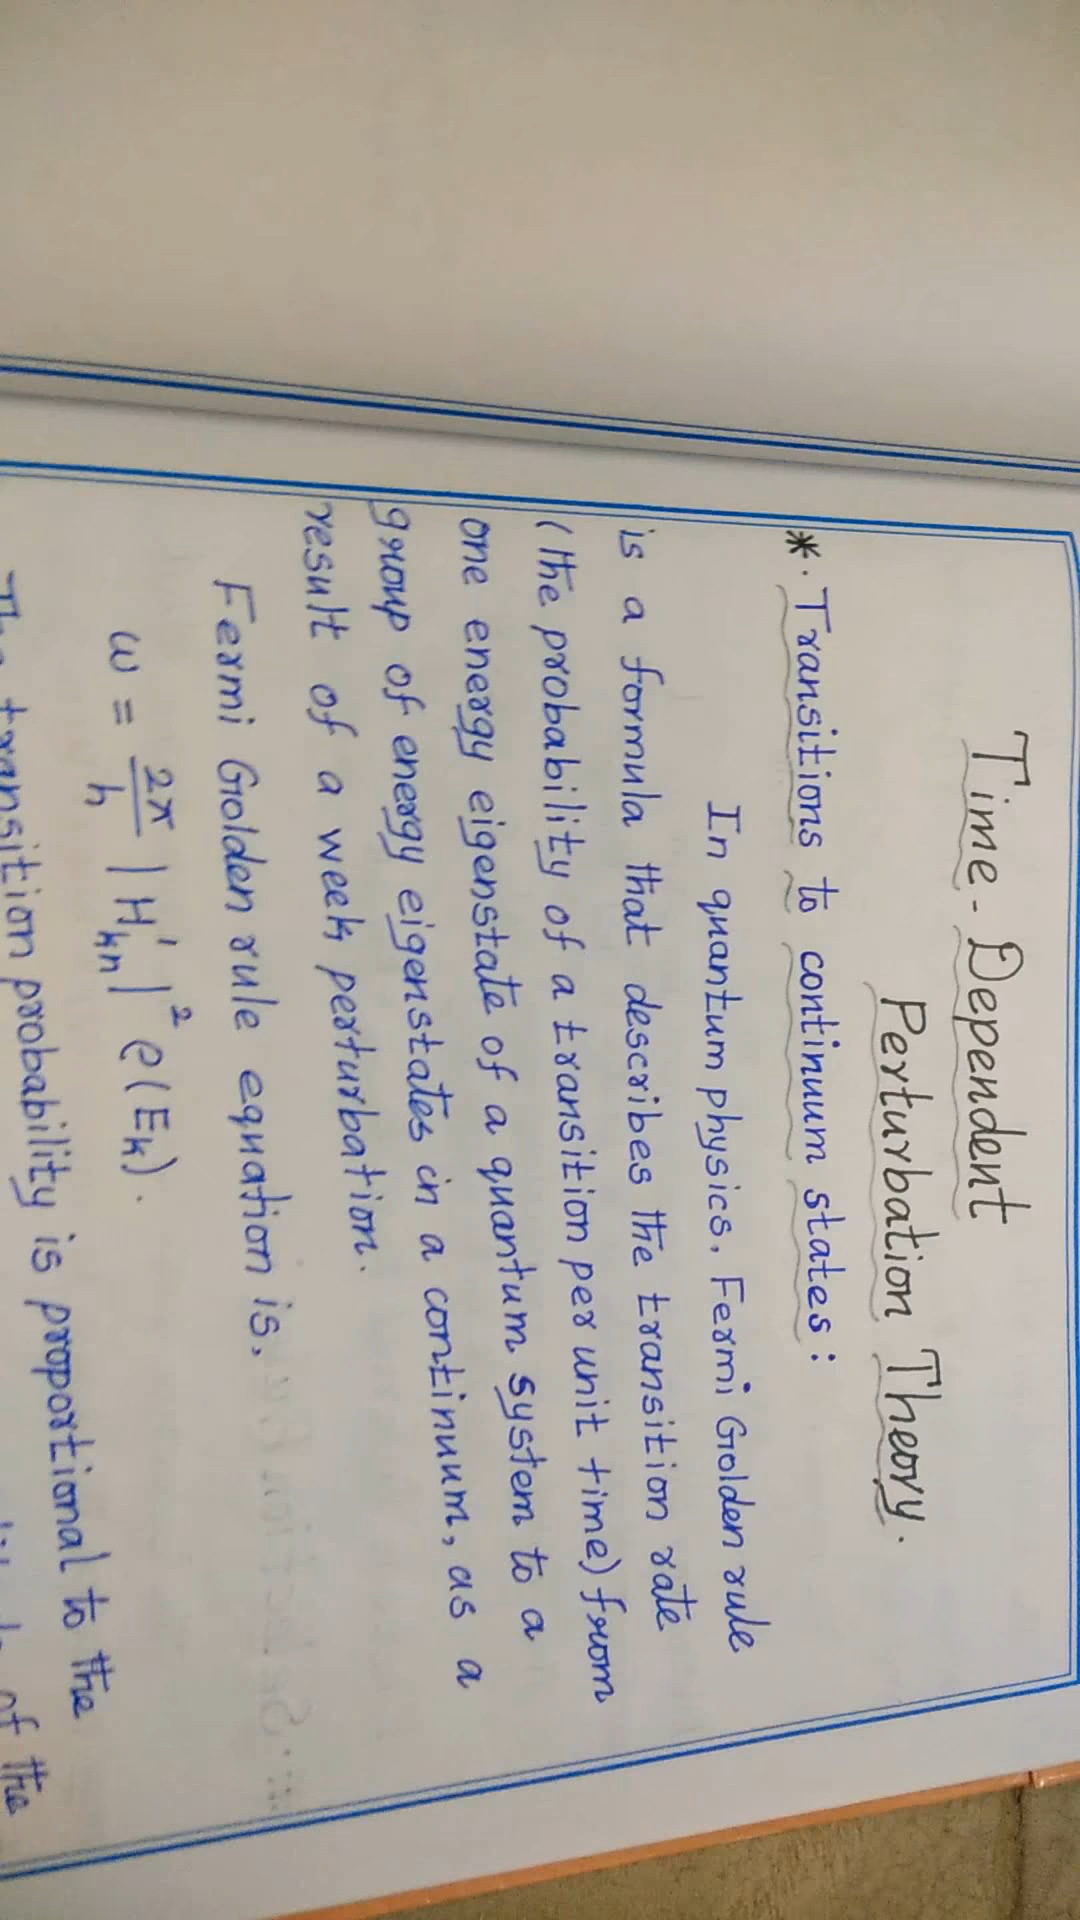 Time-Dependent
Perturbation Theory.
*. Transitions to continuum states:
In quantum physics, Fermi Golden rule
is a formula that describes the transition rate
(the probability of a transition per unit time) from
one energy eigenstate of a quantum system to a
group of energy eigenstates in a continuum, as a
result of a week perturbation.
Fermi Golden rule equation is,
ω = 2π/h |H'kn|² ρ(Ek).
The transition probability is proportional to the
of the